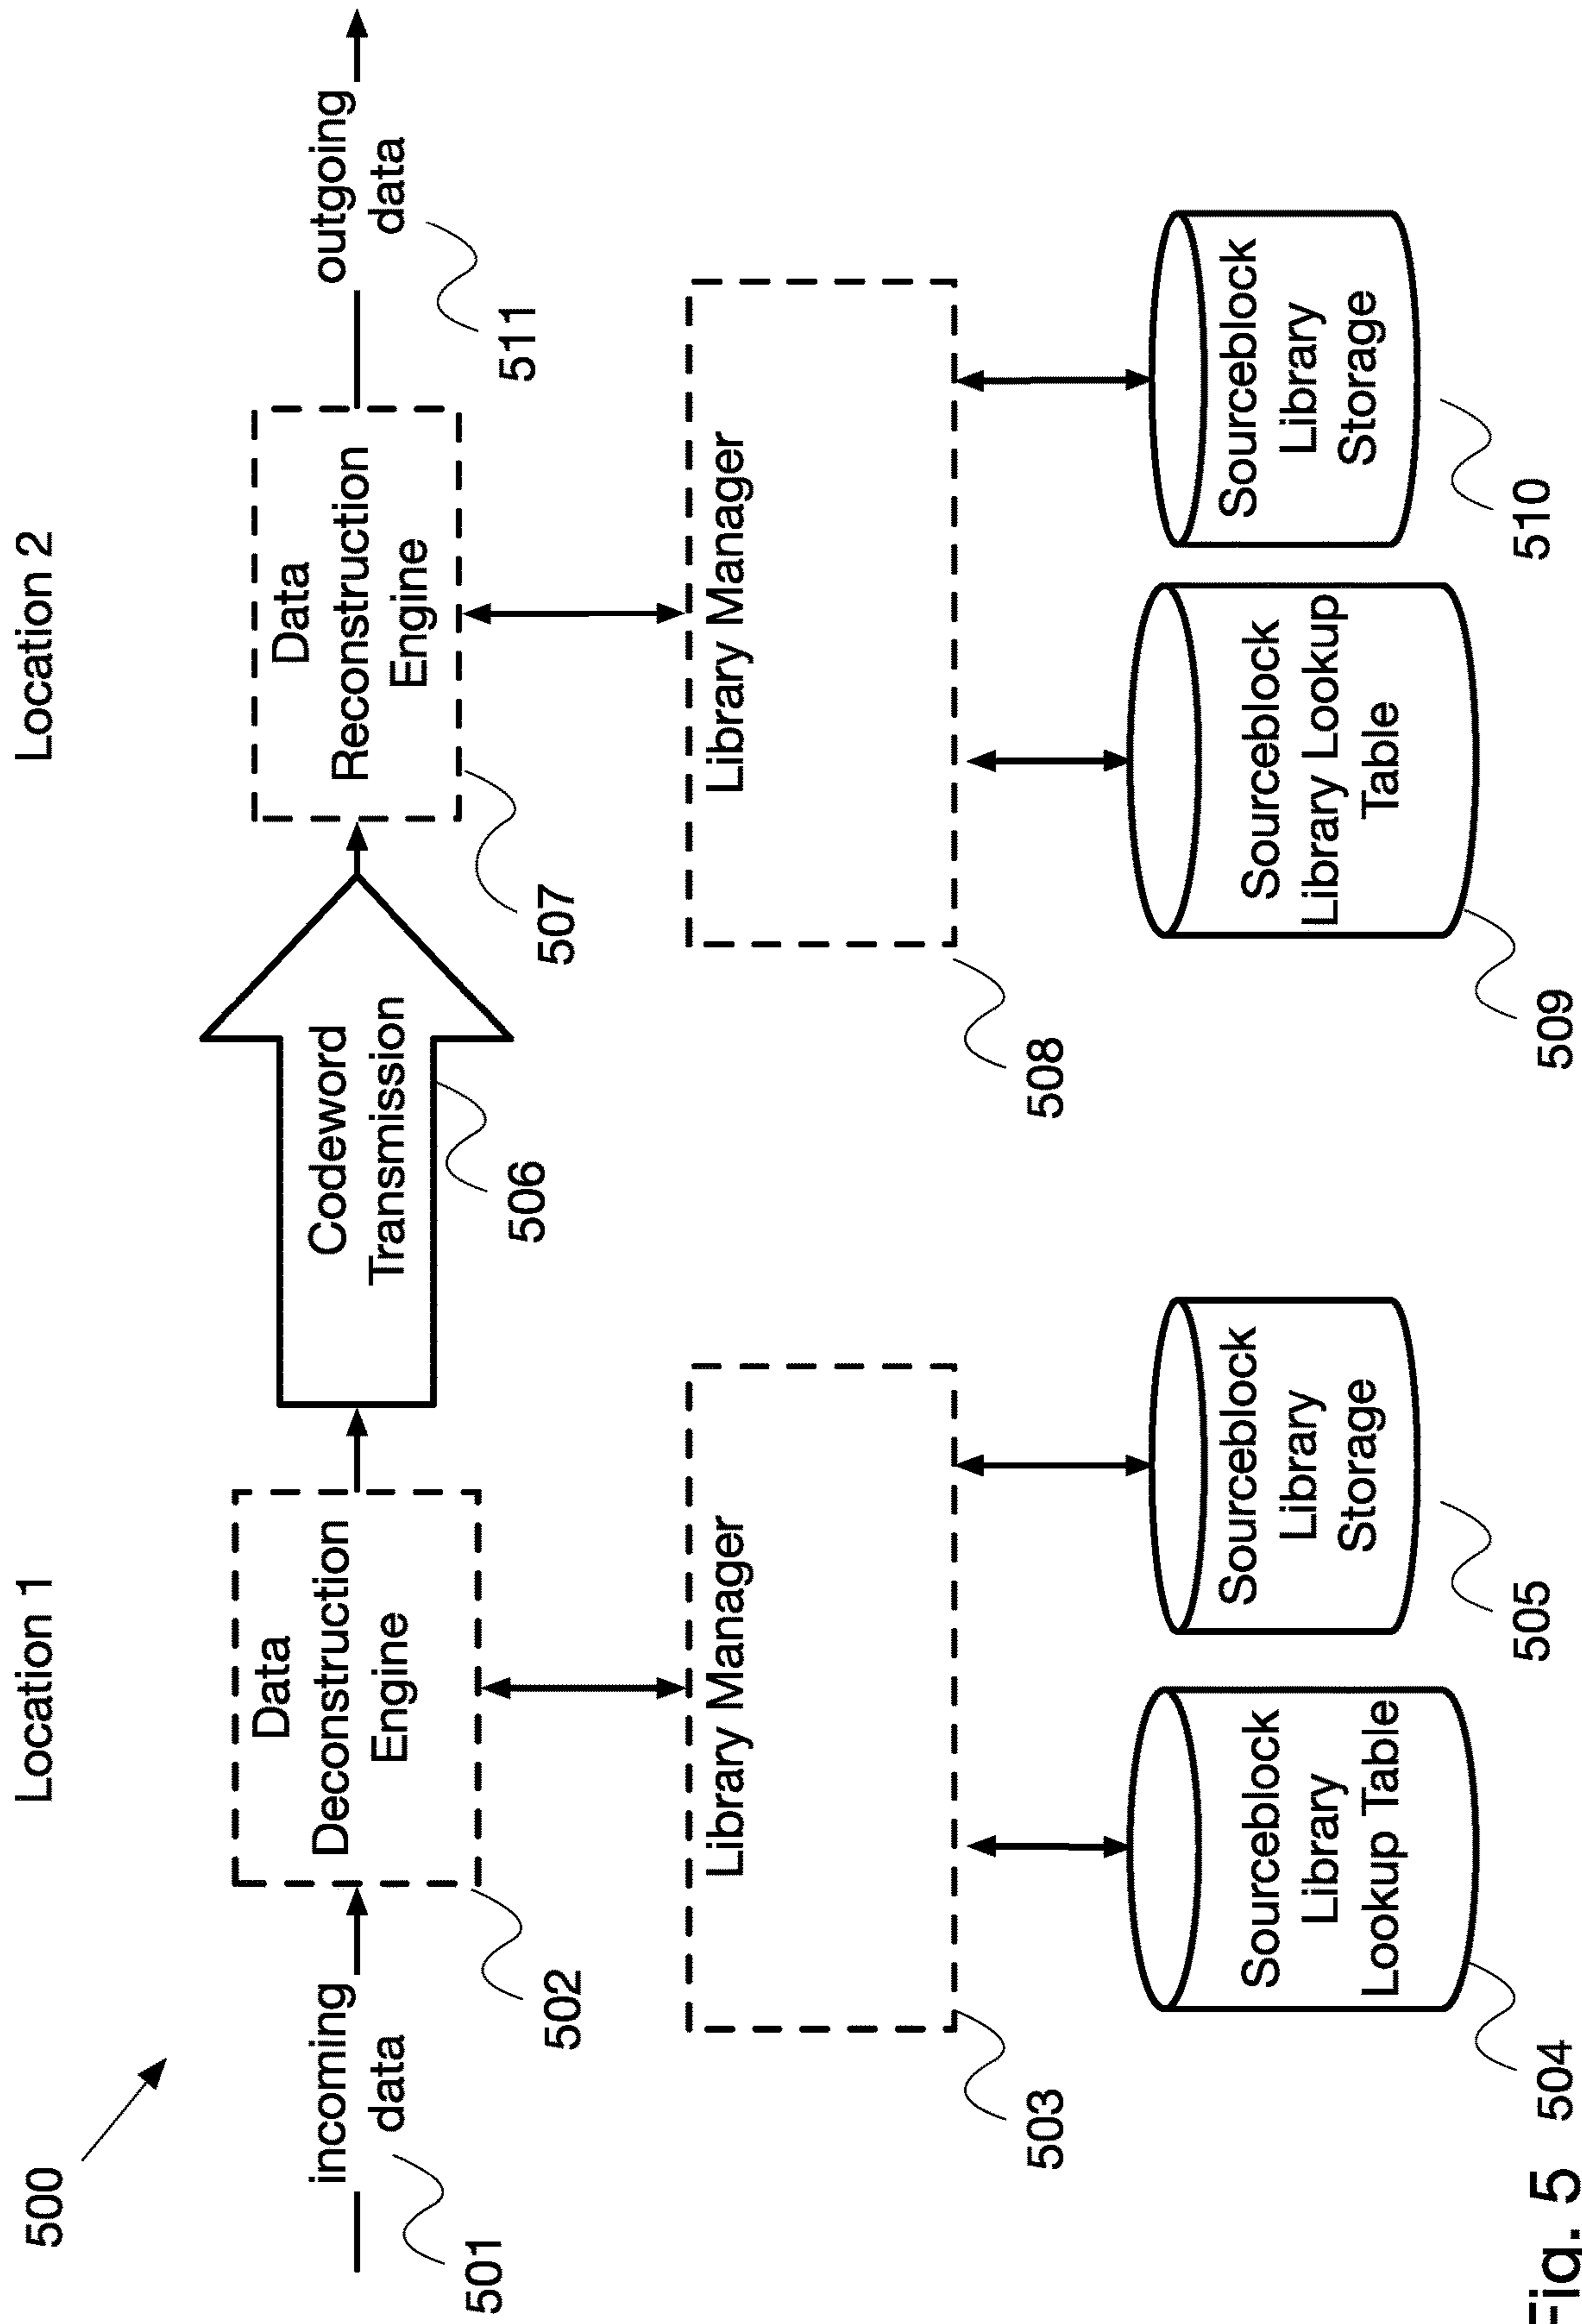 Location 1
Location 2
500
incoming
data
501
Data
Deconstruction
Engine
502
Codeword
Transmission
506
Data
Reconstruction
Engine
507
outgoing
data
511
Library Manager
503
Library Manager
508
Sourceblock
Library
Lookup Table
504
Sourceblock
Library
Storage
505
Sourceblock
Library Lookup
Table
509
Sourceblock
Library
Storage
510
Fig. 5